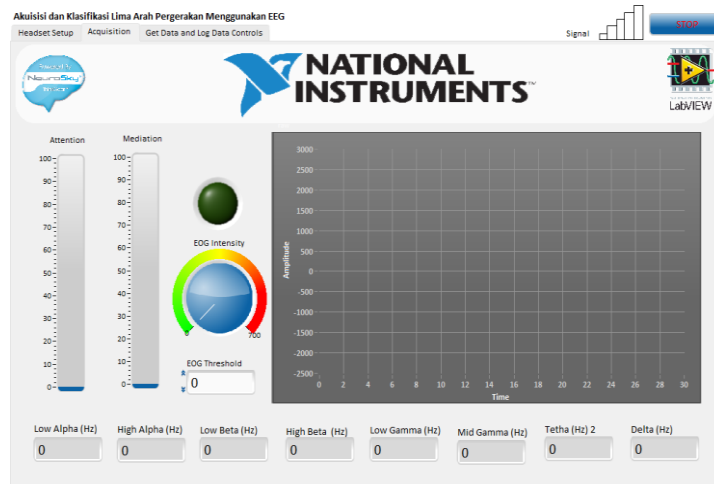 Akuisisi dan Klasifikasi Lima Arah Pergerakan Menggunakan EEG
Headset Setup Acquisition Get Data and Log Data Controls
Signal
STOP
NeuroSky
NATIONAL
INSTRUMENTS™
LabVIEW
Attention Mediation
100 100
90 90
80 80
70 70
60 60
50 50
40 40
30 30
20 20
10 10
0 0
EOG Intensity
0 700
EOG Threshold
0
Amplitude
3000
2500
2000
1500
1000
500
0
-500
-1000
-1500
-2000
-2500
0 2 4 6 8 10 12 14 16 18 20 22 24 26 28 30
Time
Low Alpha (Hz) High Alpha (Hz) Low Beta (Hz) High Beta (Hz) Low Gamma (Hz) Mid Gamma (Hz) Tetha (Hz) 2 Delta (Hz)
0 0 0 0 0 0 0 0